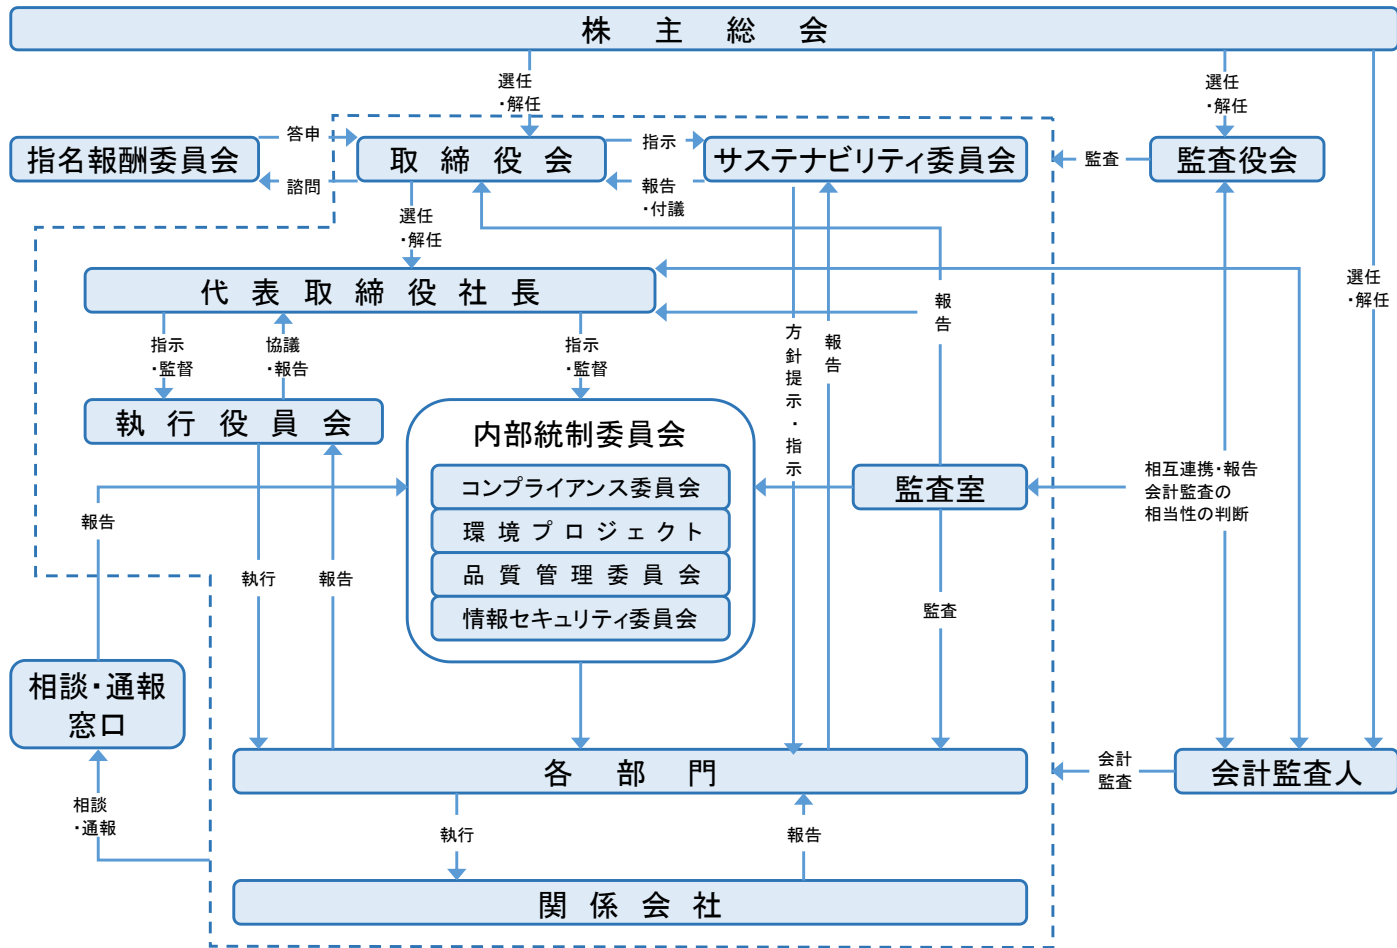 株主総会
選任
・解任
選任
・解任
選任
・解任
指名報酬委員会
答申
諮問
取締役会
指示
報告
・付議
サステナビリティ委員会
監査
監査役会
選任
・解任
代表取締役社長
報告
指示
・監督
協議
・報告
指示
・監督
方針提示・指示
報告
執行役員会
内部統制委員会
コンプライアンス委員会
環境プロジェクト
品質管理委員会
情報セキュリティ委員会
監査室
相互連携・報告
会計監査の
相当性の判断
報告
執行
報告
監査
相談・通報
窓口
各部門
会計
監査
会計監査人
相談
・通報
執行
報告
関係会社